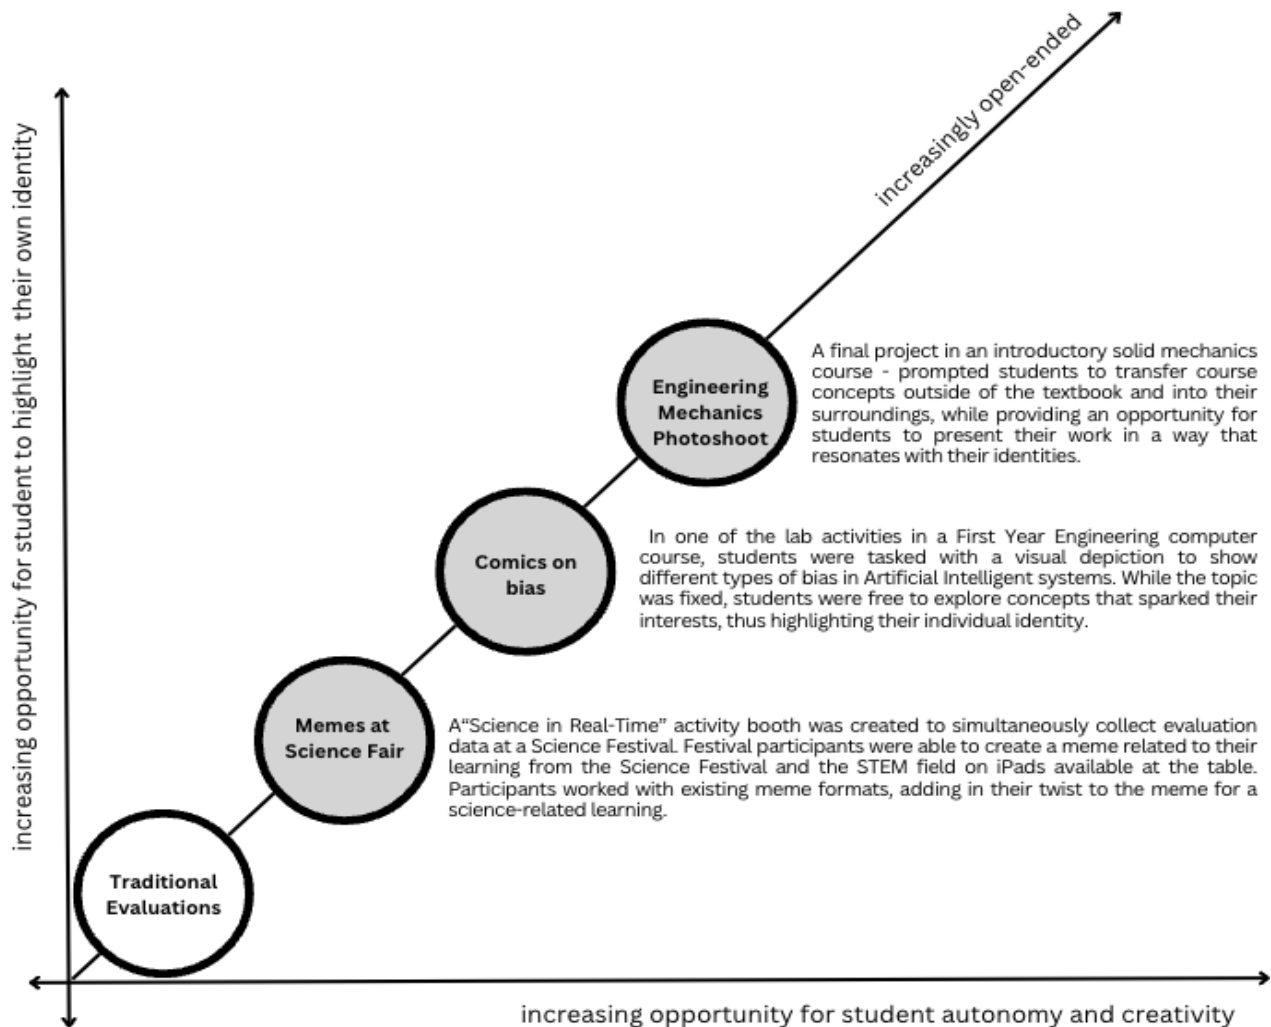 increasingly open-ended
increasing opportunity for student to highlight their own identity
Engineering
Mechanics
Photoshoot
A final project in an introductory solid mechanics
course - prompted students to transfer course
concepts outside of the textbook and into their
surroundings, while providing an opportunity for
students to present their work in a way that
resonates with their identities.
Comics on
bias
In one of the lab activities in a First Year Engineering computer
course, students were tasked with a visual depiction to show
different types of bias in Artificial Intelligent systems. While the topic
was fixed, students were free to explore concepts that sparked their
interests, thus highlighting their individual identity.
Memes at
Science Fair
A“Science in Real-Time” activity booth was created to simultaneously collect evaluation
data at a Science Festival. Festival participants were able to create a meme related to their
learning from the Science Festival and the STEM field on iPads available at the table.
Participants worked with existing meme formats, adding in their twist to the meme for a
science-related learning.
Traditional
Evaluations
increasing opportunity for student autonomy and creativity